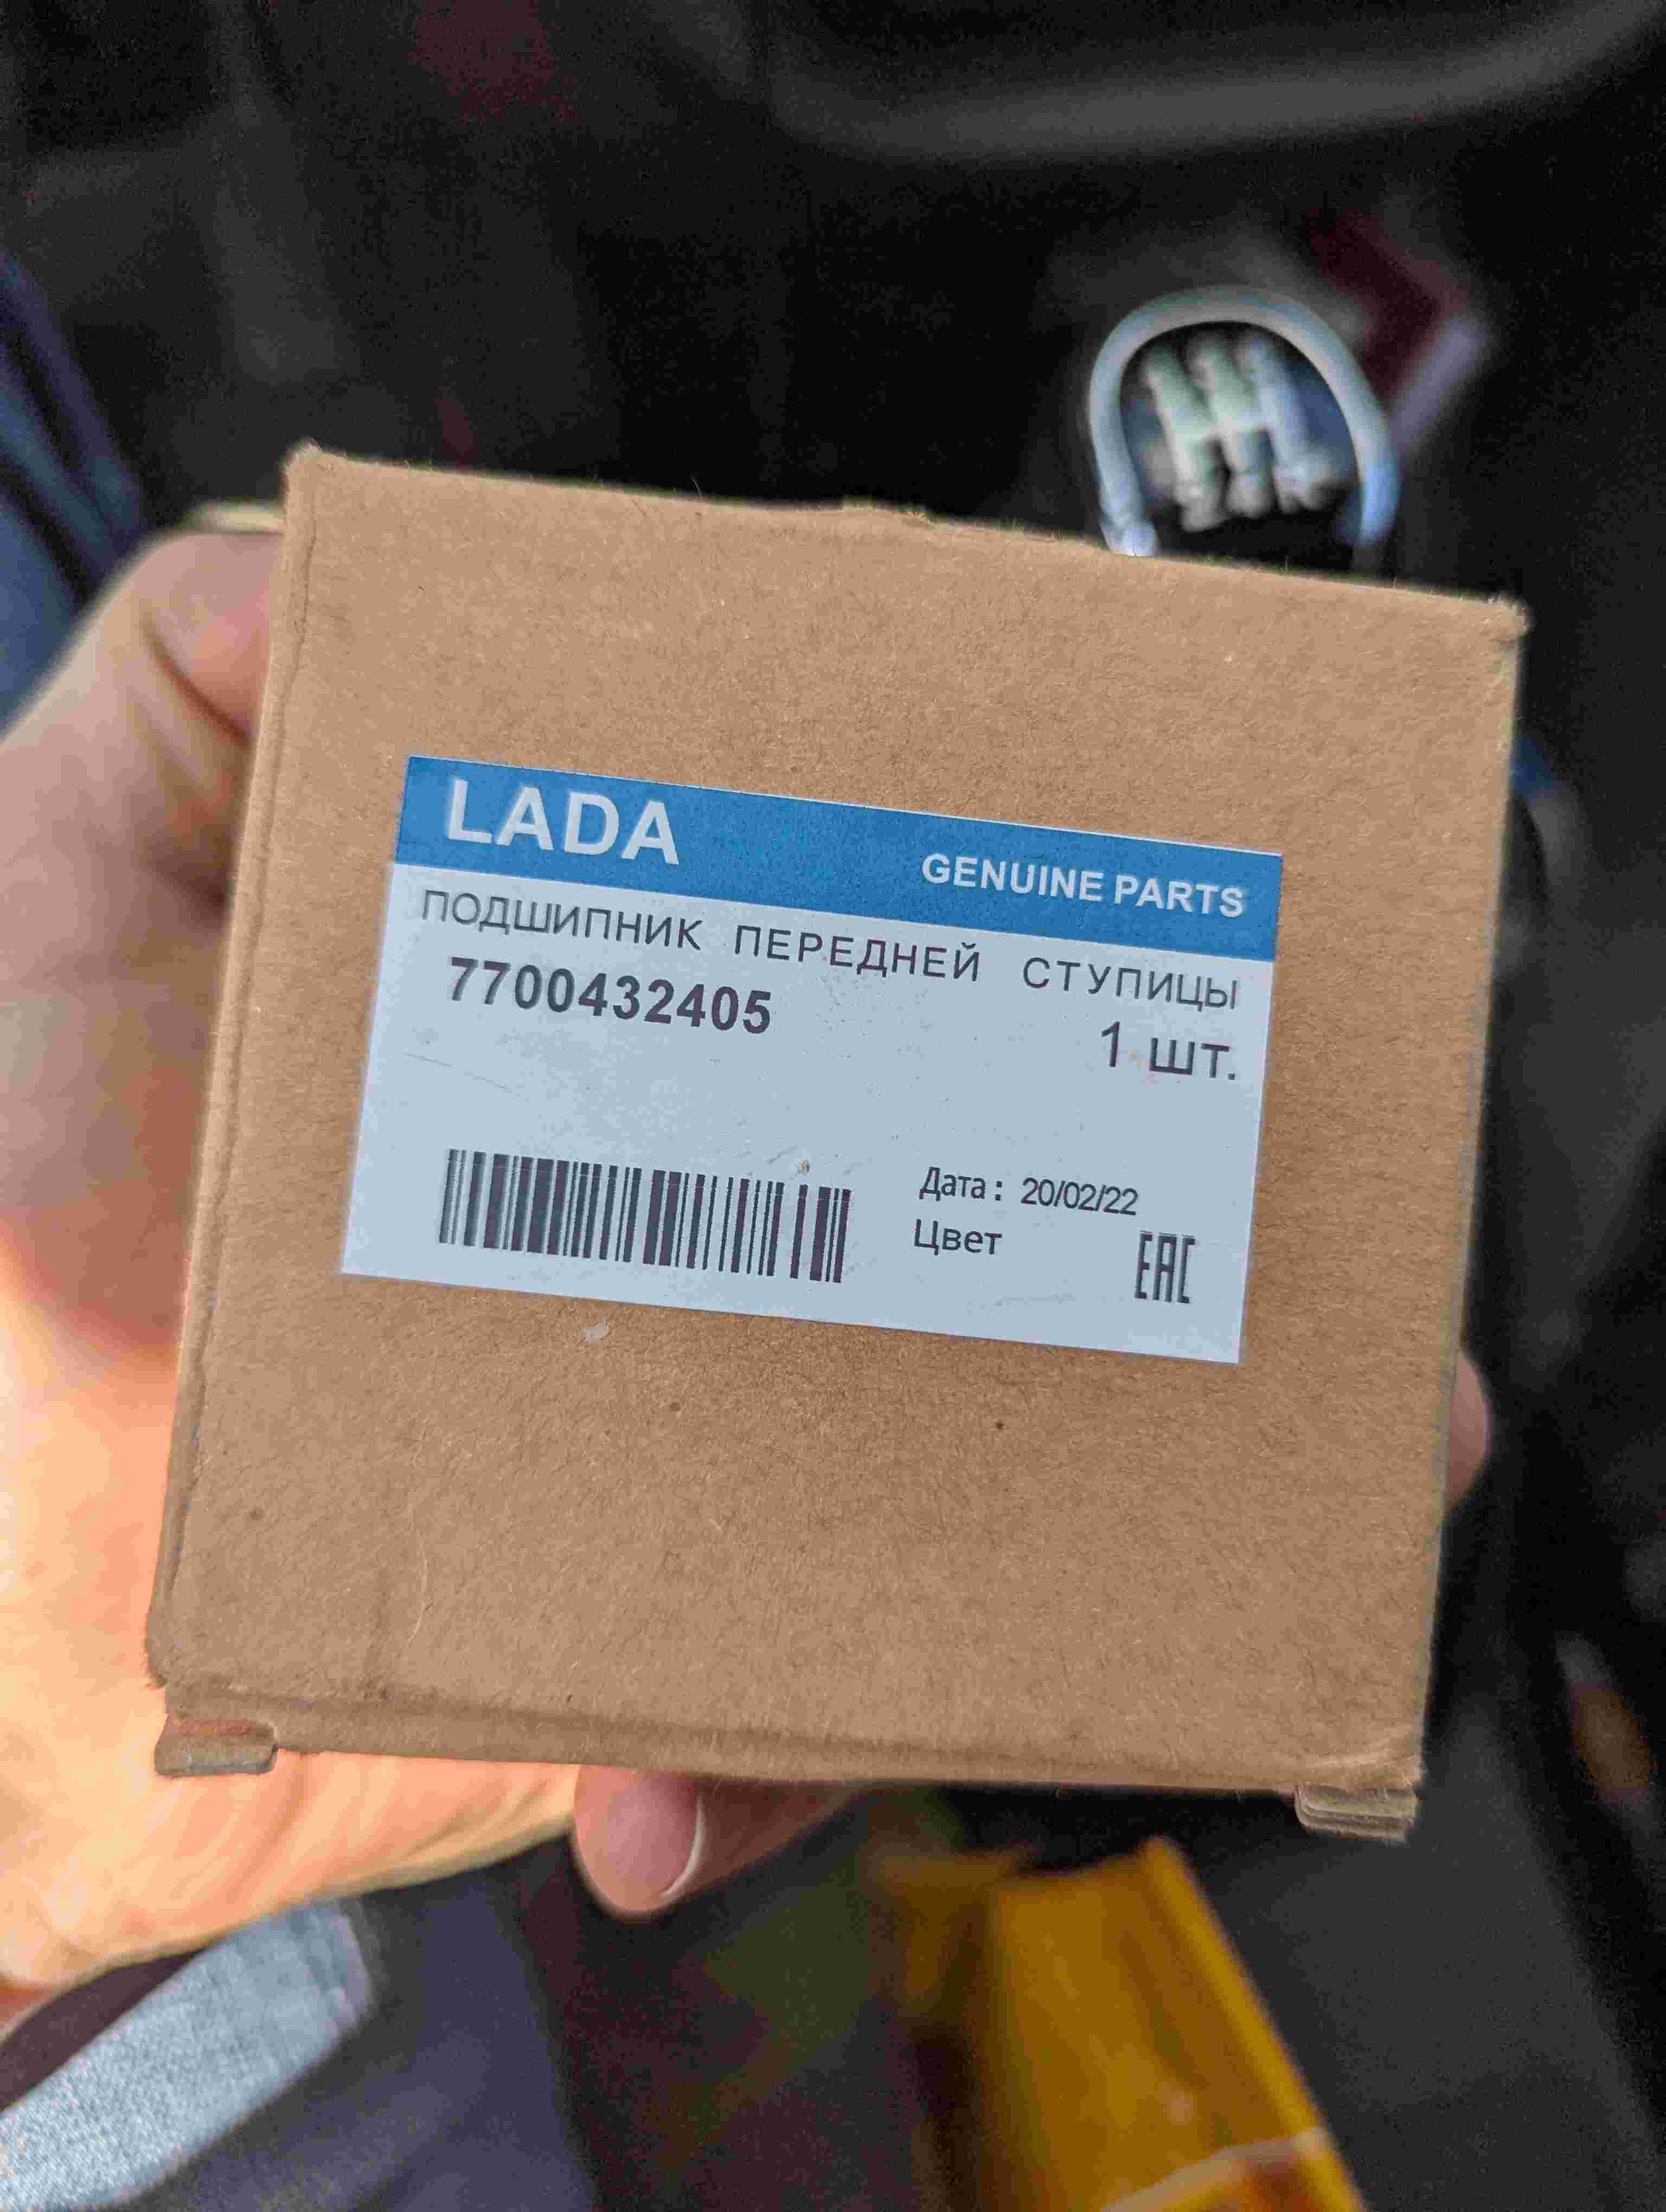 LADA
GENUINE PARTS
ПОДШИПНИК ПЕРЕДНЕЙ СТУПИЦЫ
7700432405
1 шт.
Дата: 20/02/22
Цвет
EAC